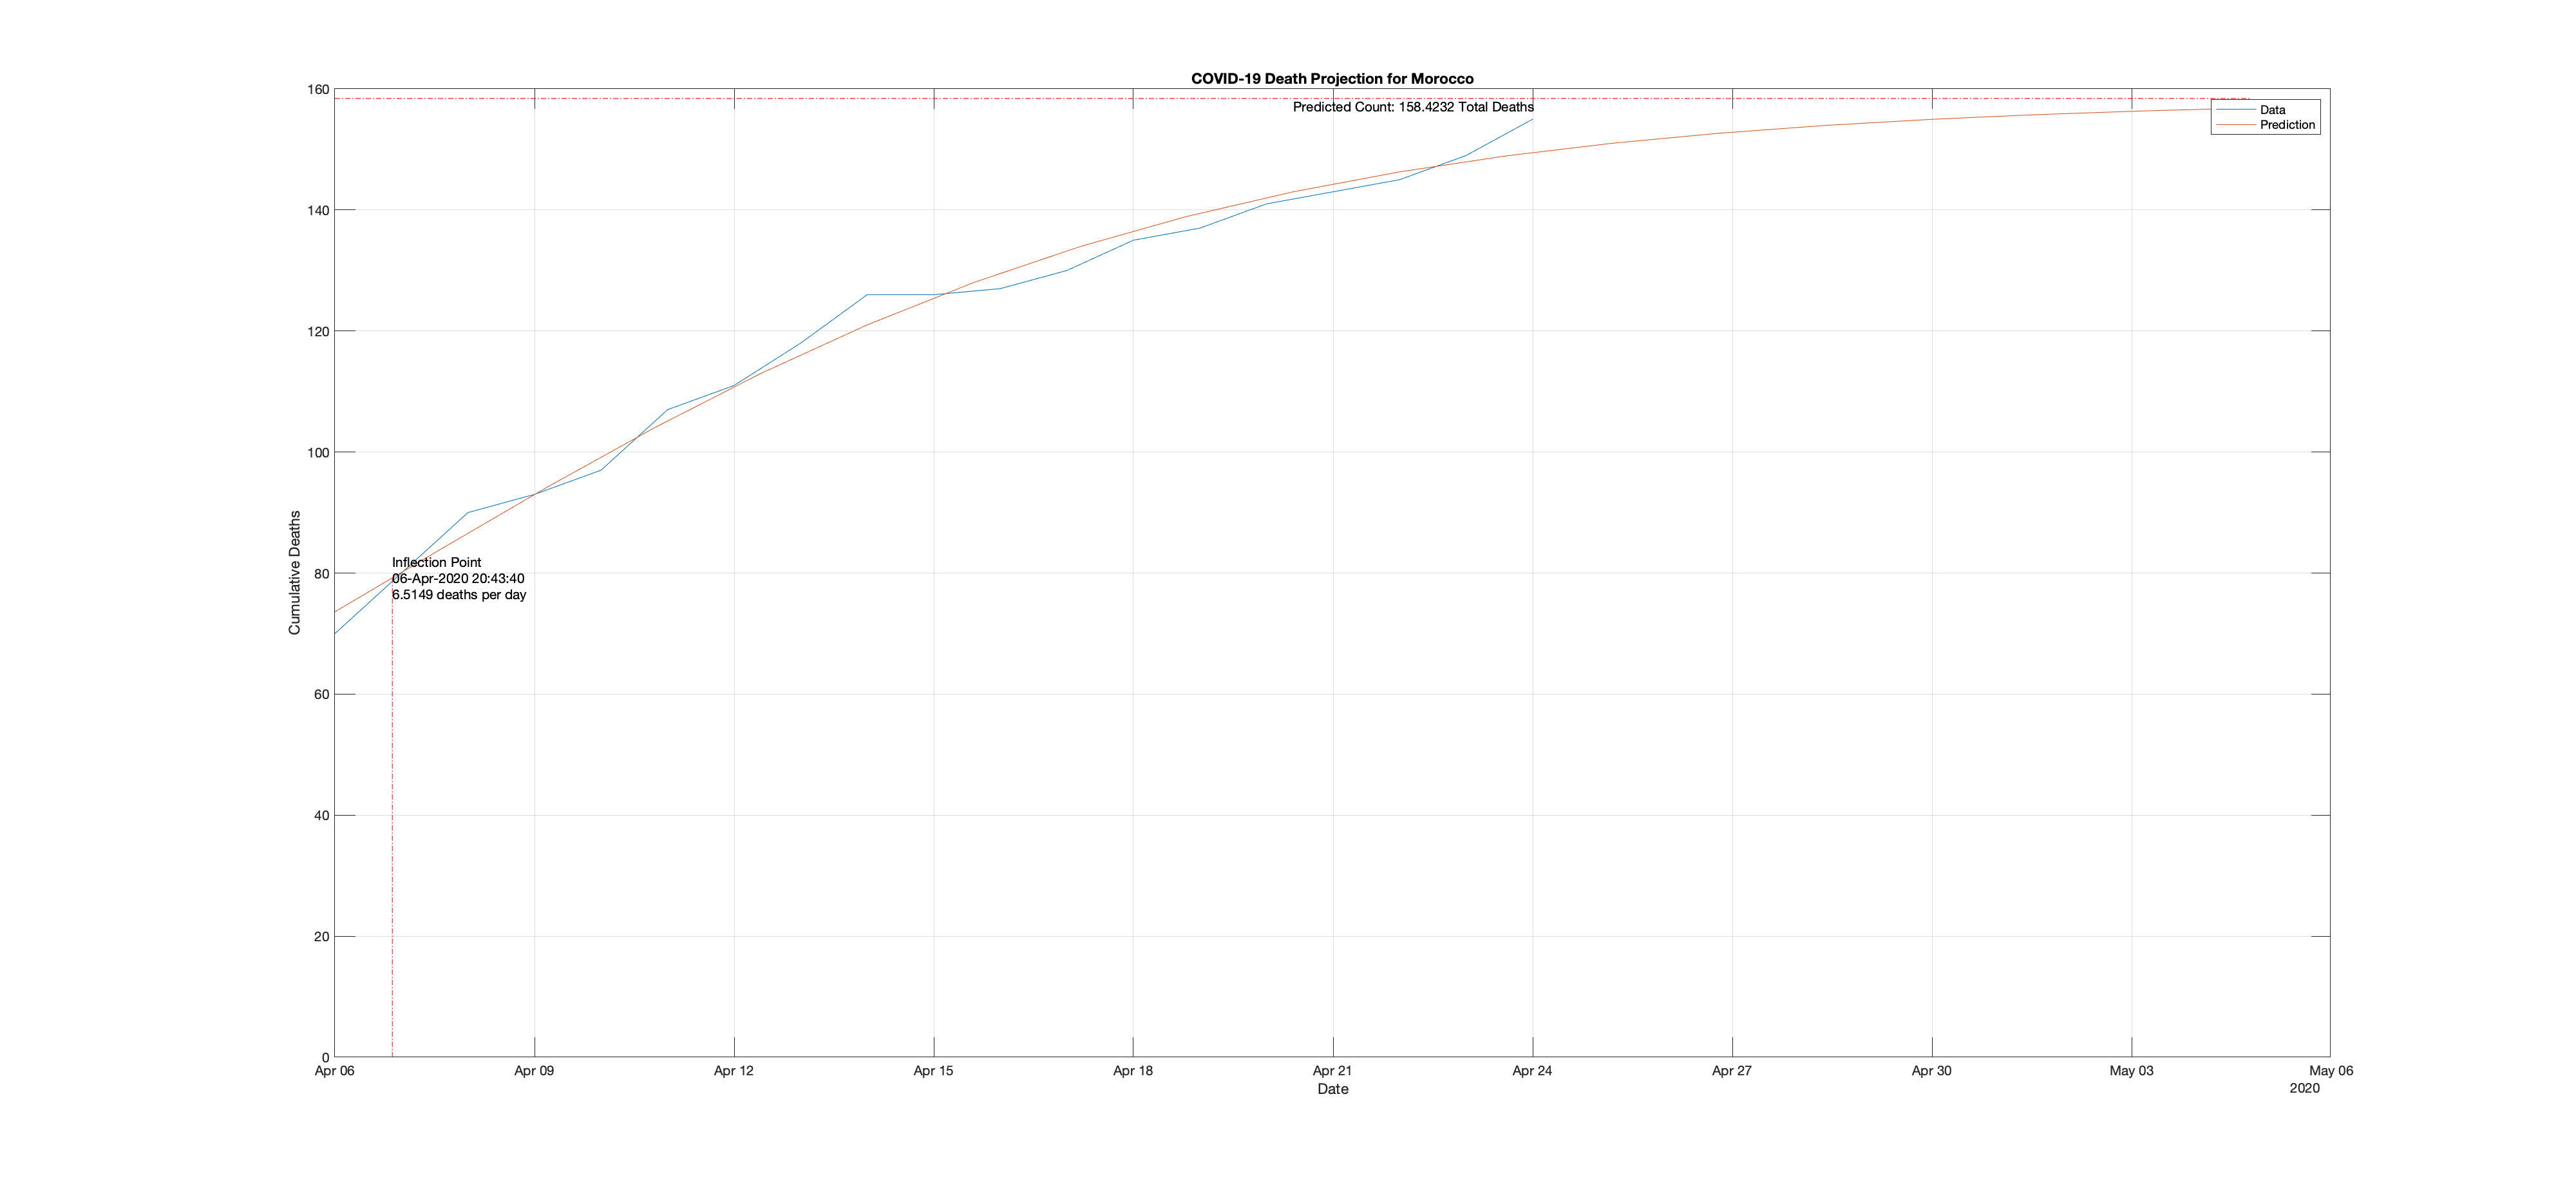 COVID-19 Death Projection for Morocco
160
Predicted Count: 158.4232 Total Deaths
Data
Prediction
140
120
100
Cumulative Deaths
Inflection Point
80
06-Apr-2020 20:43:40
6.5149 deaths per day
60
40
20
0
Apr 06 Apr 09 Apr 12 Apr 15 Apr 18 Apr 21 Apr 24 Apr 27 Apr 30 May 03 May 06
Date
2020